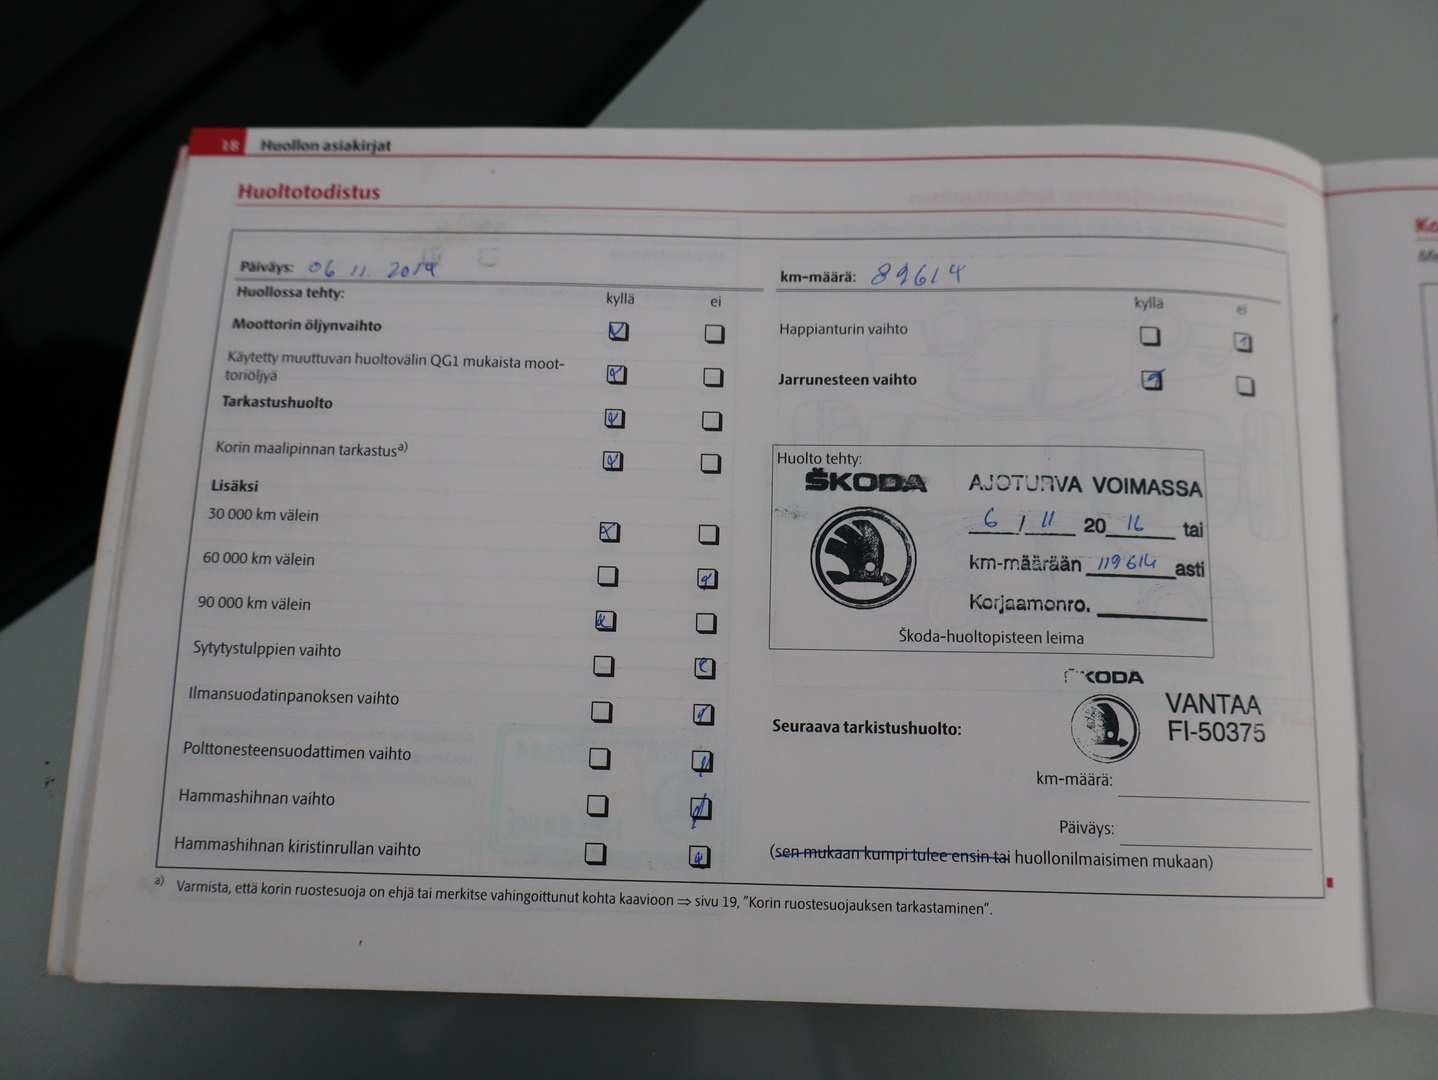 18 Huollon asiakirjat
Huoltotodistus
Päiväys: 06 11. 2014
km-määrä: 89614
Huollossa tehty:
kyllä ei
kyllä ei
Moottorin öljynvaihto
Käytetty muuttuvan huoltovälin QG1 mukaista moot-
toriöljyä
Tarkastushuolto
Korin maalipinnan tarkastusa)
Lisäksi
30 000 km välein
60 000 km välein
90 000 km välein
Sytytystulppien vaihto
Ilmansuodatinpanoksen vaihto
Polttonesteensuodattimen vaihto
Hammashihnan vaihto
Hammashihnan kiristinrullan vaihto
Happianturin vaihto
Jarrunesteen vaihto
Huolto tehty:
ŠKODA
AJOTURVA VOIMASSA
6 / 11 20 16 tai
km-määrään 119614 asti
Korjaamonro.
Škoda-huoltopisteen leima
ŠKODA
VANTAA
FI-50375
Seuraava tarkistushuolto:
km-määrä:
Päiväys:
(sen mukaan kumpi tulee ensin tai huollonilmaisimen mukaan)
a) Varmista, että korin ruostesuoja on ehjä tai merkitse vahingoittunut kohta kaavioon ⇒ sivu 19, "Korin ruostesuojauksen tarkastaminen".